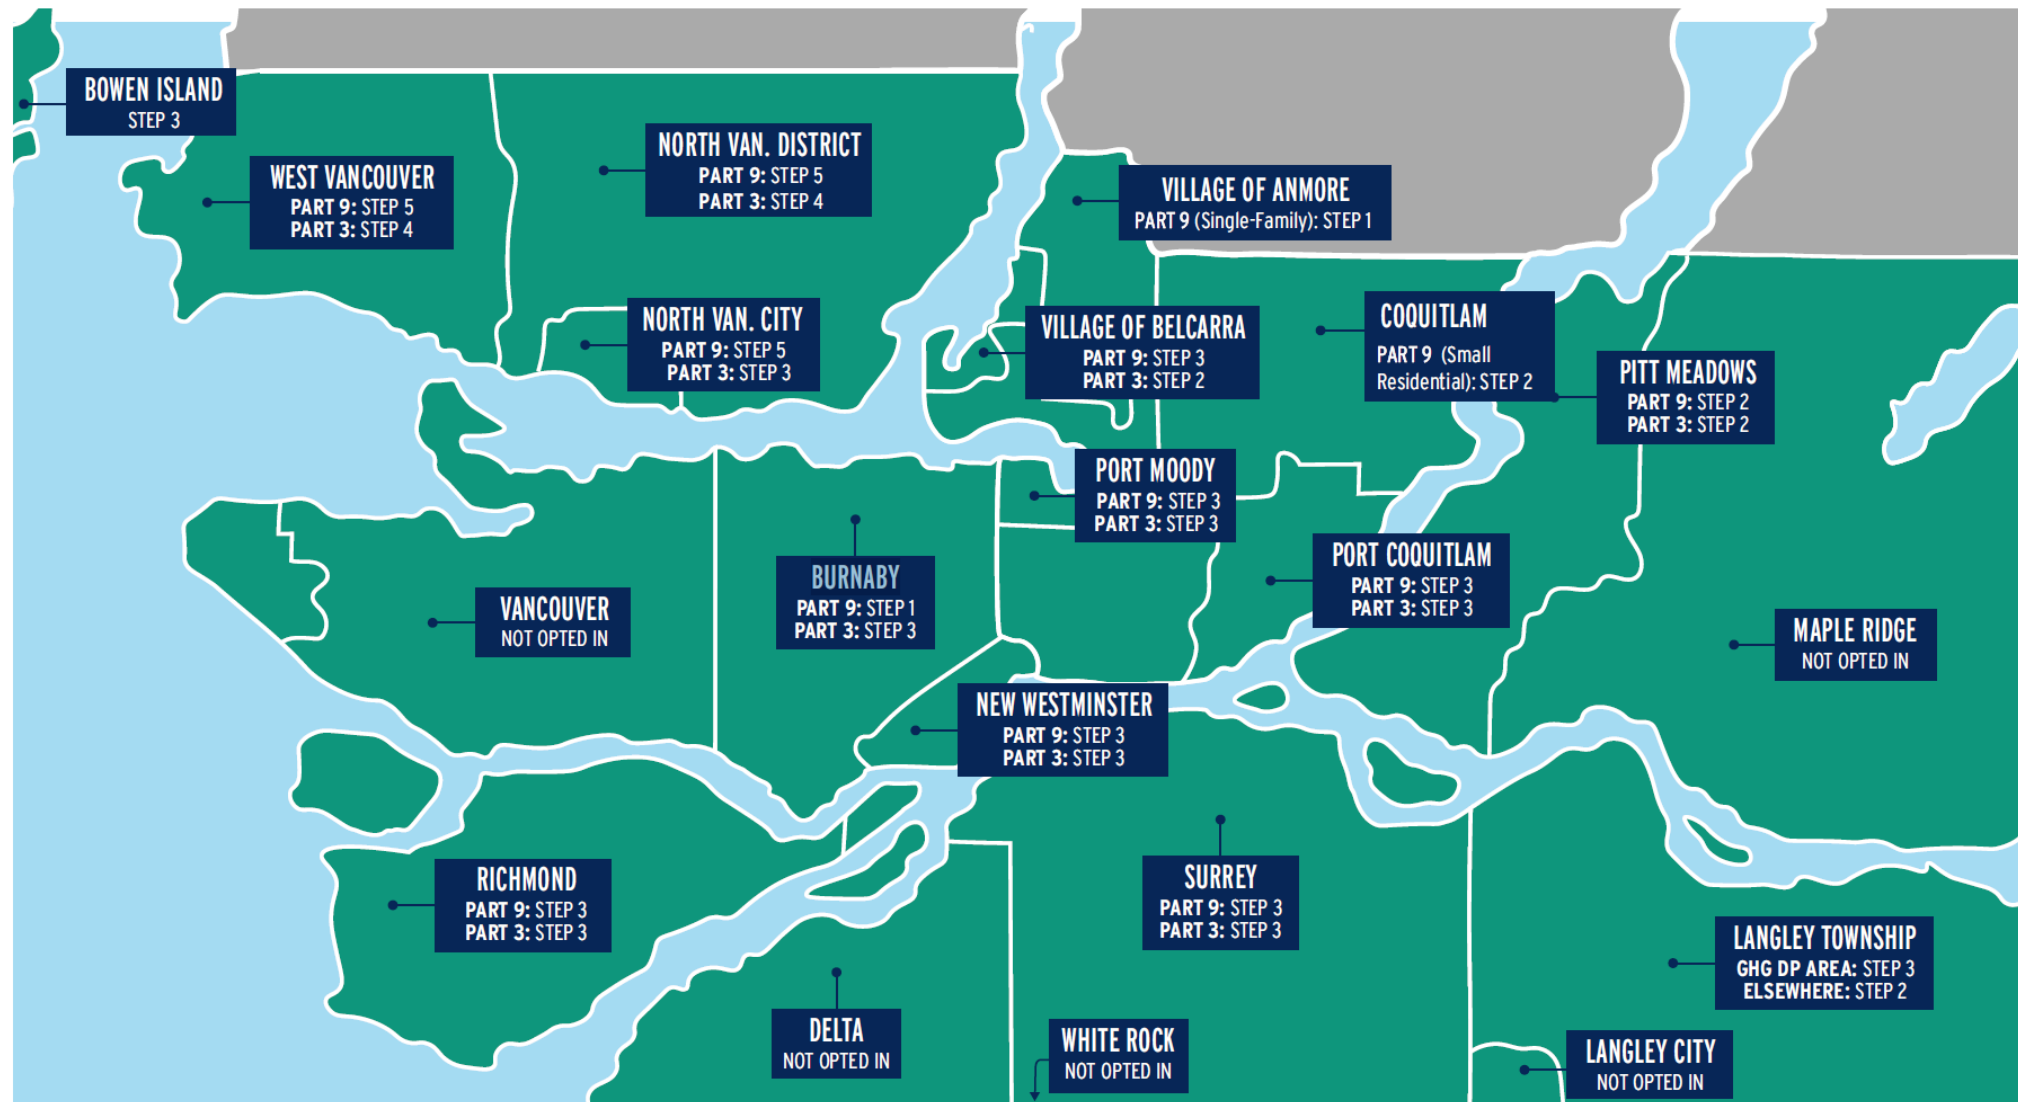 BOWEN ISLAND
STEP 3
WEST VANCOUVER
PART 9: STEP 5
PART 3: STEP 4
NORTH VAN. DISTRICT
PART 9: STEP 5
PART 3: STEP 4
VILLAGE OF ANMORE
PART 9 (Single-Family): STEP 1
NORTH VAN. CITY
PART 9: STEP 5
PART 3: STEP 3
VILLAGE OF BELCARRA
PART 9: STEP 3
PART 3: STEP 2
COQUITLAM
PART 9 (Small
Residential): STEP 2
PITT MEADOWS
PART 9: STEP 2
PART 3: STEP 2
PORT MOODY
PART 9: STEP 3
PART 3: STEP 3
VANCOUVER
NOT OPTED IN
BURNABY
PART 9: STEP 1
PART 3: STEP 3
PORT COQUITLAM
PART 9: STEP 3
PART 3: STEP 3
MAPLE RIDGE
NOT OPTED IN
NEW WESTMINSTER
PART 9: STEP 3
PART 3: STEP 3
RICHMOND
PART 9: STEP 3
PART 3: STEP 3
SURREY
PART 9: STEP 3
PART 3: STEP 3
LANGLEY TOWNSHIP
GHG DP AREA: STEP 3
ELSEWHERE: STEP 2
DELTA
NOT OPTED IN
WHITE ROCK
NOT OPTED IN
LANGLEY CITY
NOT OPTED IN